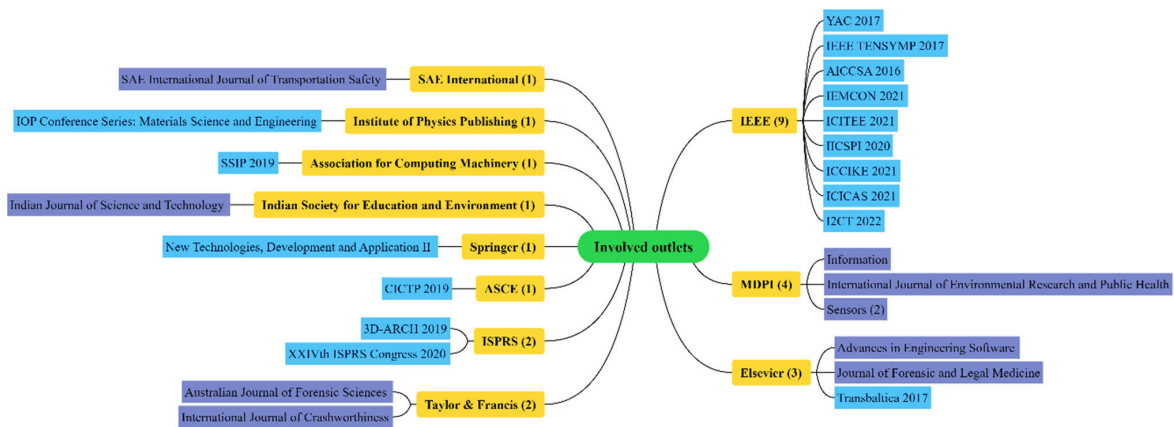 SAE International Journal of Transportation Safety
SAE International (1)
IOP Conference Series: Materials Science and Engineering
Institute of Physics Publishing (1)
SSIP 2019
Association for Computing Machinery (1)
Indian Journal of Science and Technology
Indian Society for Education and Environment (1)
New Technologies, Development and Application II
Springer (1)
CICTP 2019
ASCE (1)
3D-ARCH 2019
XXIVth ISPRS Congress 2020
ISPRS (2)
Australian Journal of Forensic Sciences
International Journal of Crashworthiness
Taylor & Francis (2)
Involved outlets
IEEE (9)
YAC 2017
IEEE TENSYMP 2017
AICCSA 2016
IEMCON 2021
ICITEE 2021
IICSPI 2020
ICCIKE 2021
ICICAS 2021
I2CT 2022
MDPI (4)
Information
International Journal of Environmental Research and Public Health
Sensors (2)
Elsevier (3)
Advances in Engineering Software
Journal of Forensic and Legal Medicine
Transbaltica 2017